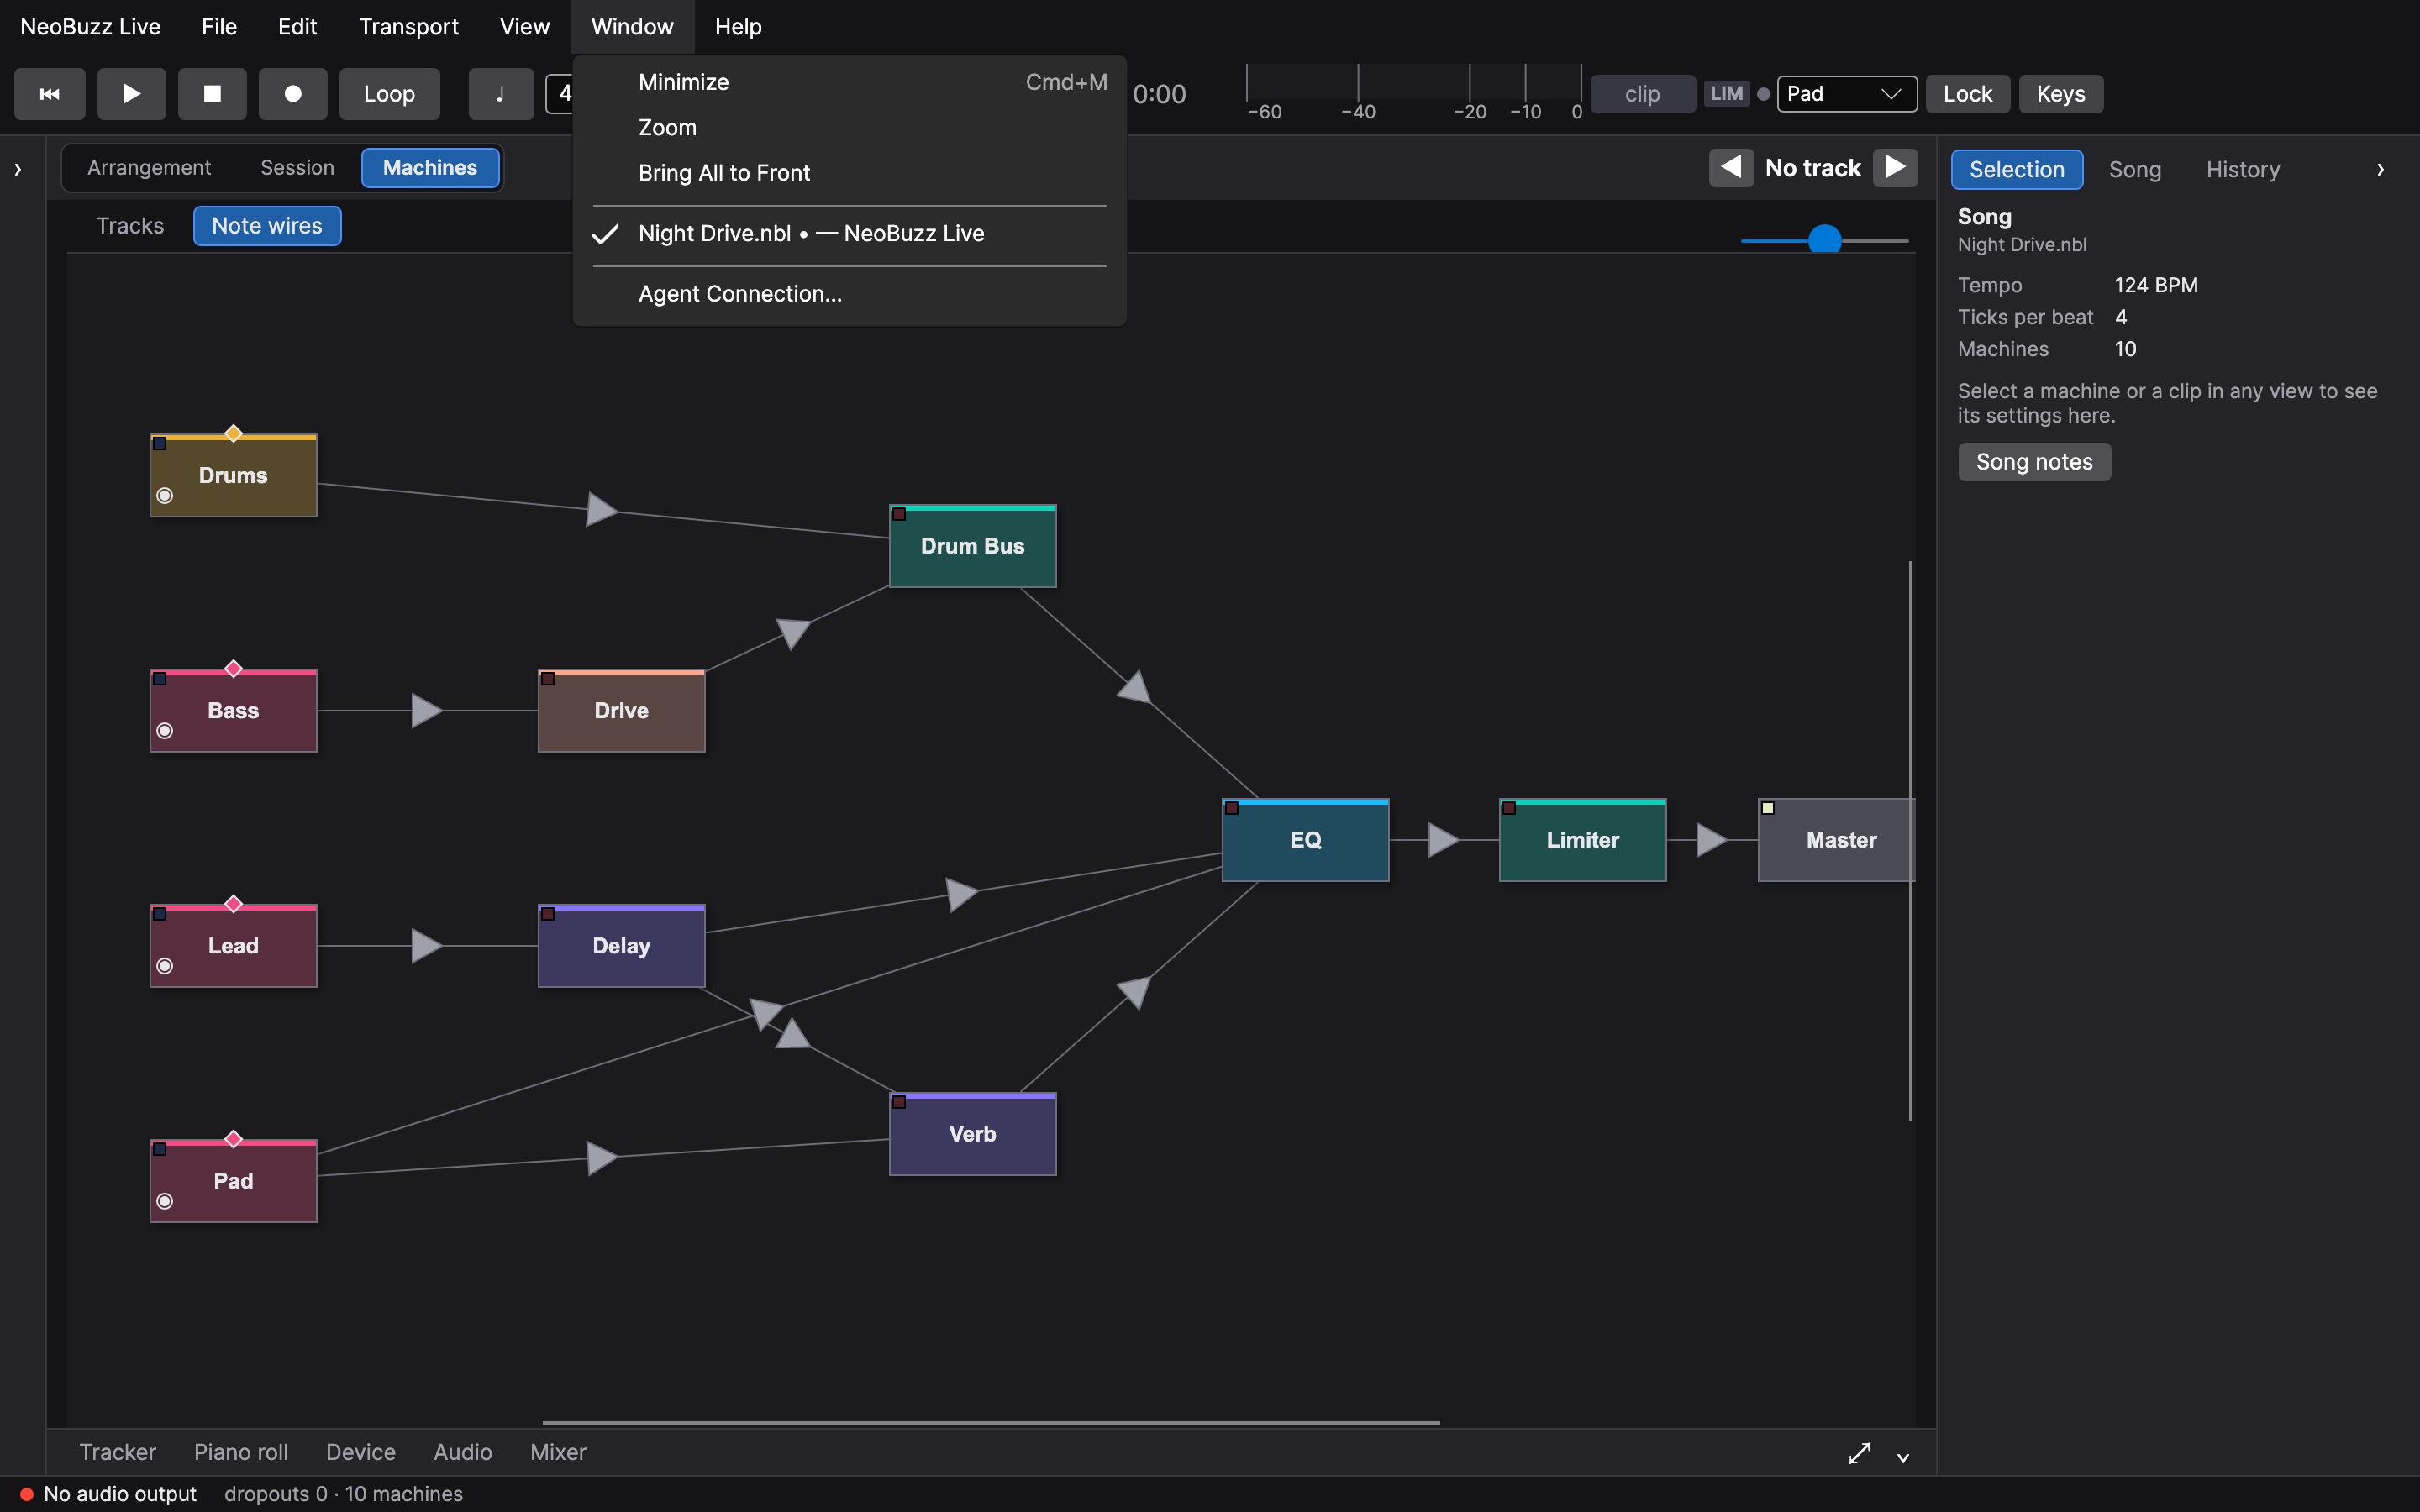 NeoBuzz Live File Edit Transport View Window Help
Loop ♩ 4 0:00 -60 -40 -20 -10 0 clip LIM Pad Lock Keys
Minimize Cmd+M
Zoom
Bring All to Front
Night Drive.nbl • — NeoBuzz Live
Agent Connection...
Arrangement Session Machines No track
Tracks Note wires
Selection Song History
Song
Night Drive.nbl
Tempo 124 BPM
Ticks per beat 4
Machines 10
Select a machine or a clip in any view to see
its settings here.
Song notes
Drums
Drum Bus
Bass Drive
EQ Limiter Master
Lead Delay
Verb
Pad
Tracker Piano roll Device Audio Mixer
No audio output dropouts 0 · 10 machines